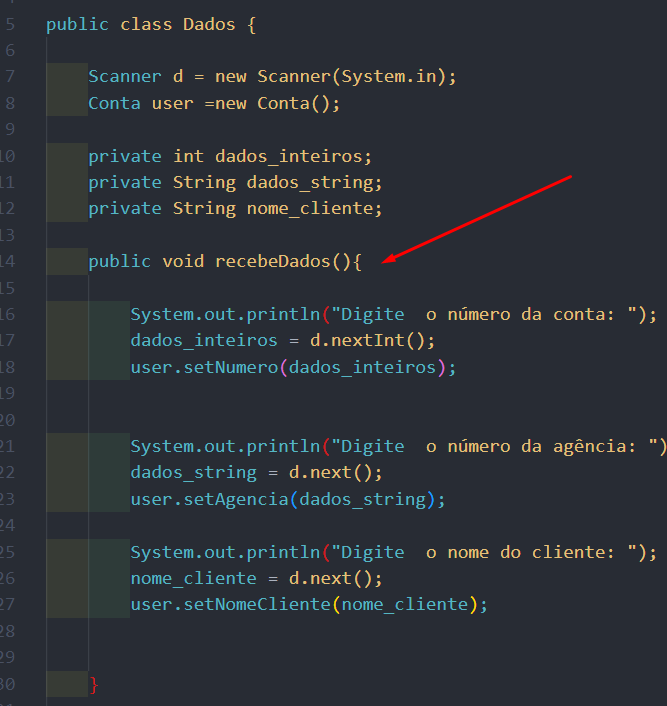 5 public class Dados {
6
7 Scanner d = new Scanner(System.in);
8 Conta user =new Conta();
9
10 private int dados_inteiros;
11 private String dados_string;
12 private String nome_cliente;
13
14 public void recebeDados(){
15
16 System.out.println("Digite  o número da conta: ");
17 dados_inteiros = d.nextInt();
18 user.setNumero(dados_inteiros);
19
20
21 System.out.println("Digite  o número da agência: ")
22 dados_string = d.next();
23 user.setAgencia(dados_string);
24
25 System.out.println("Digite  o nome do cliente: ");
26 nome_cliente = d.next();
27 user.setNomeCliente(nome_cliente);
28
29
30 }